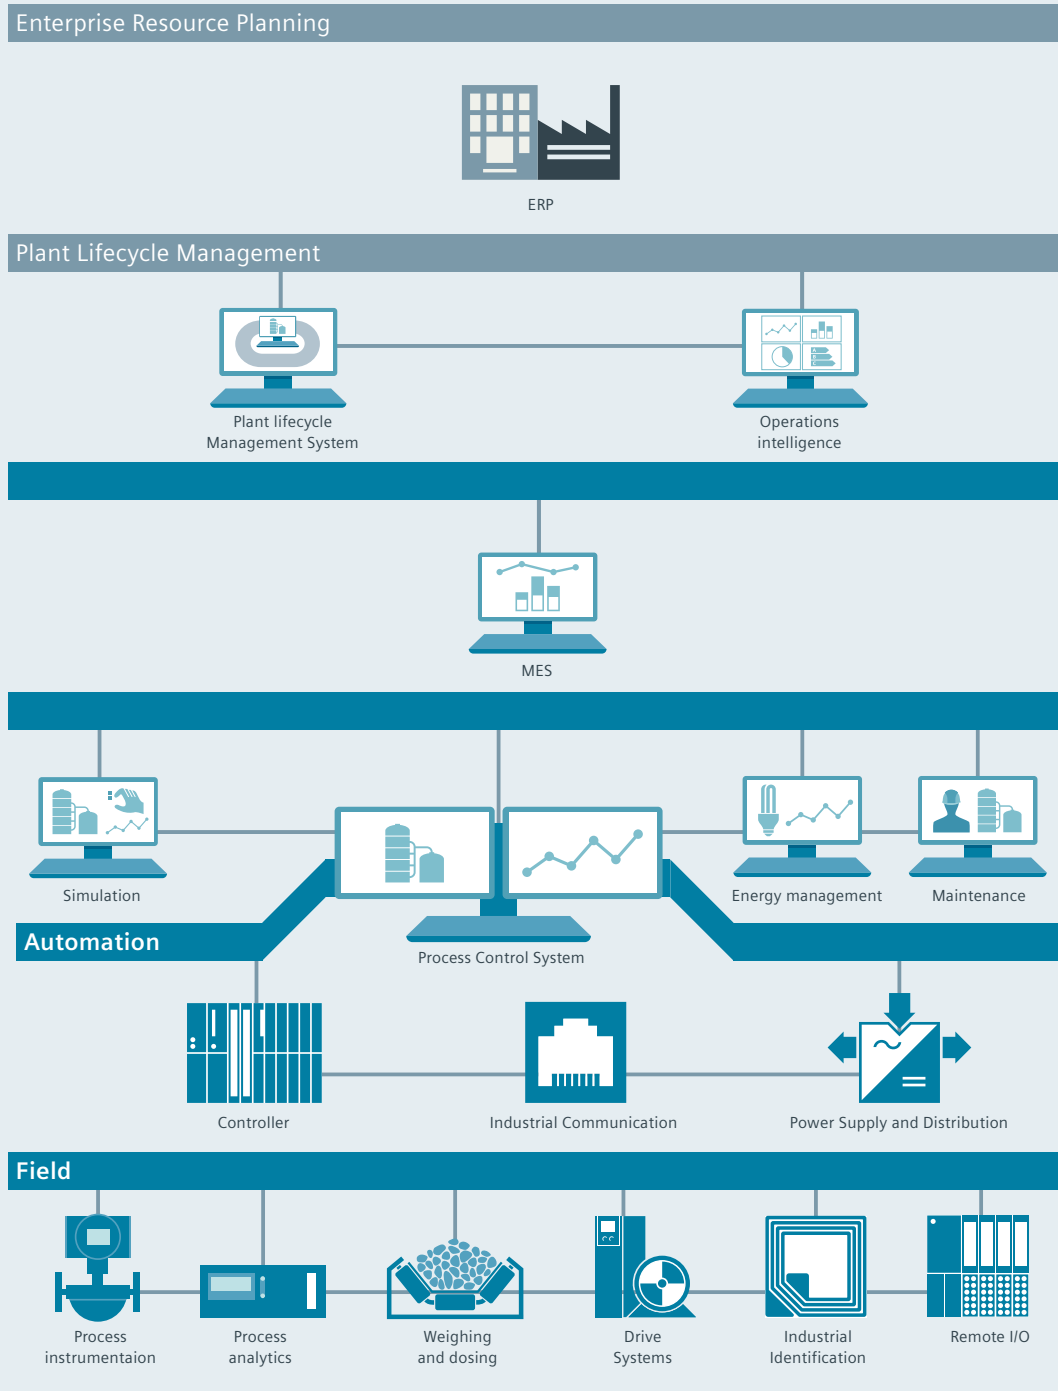 Enterprise Resource Planning
ERP
Plant Lifecycle Management
Plant lifecycle
Management System
Operations
intelligence
MES
Simulation
Energy management
Maintenance
Process Control System
Automation
Controller
Industrial Communication
Power Supply and Distribution
Field
Process
instrumentaion
Process
analytics
Weighing
and dosing
Drive
Systems
Industrial
Identification
Remote I/O